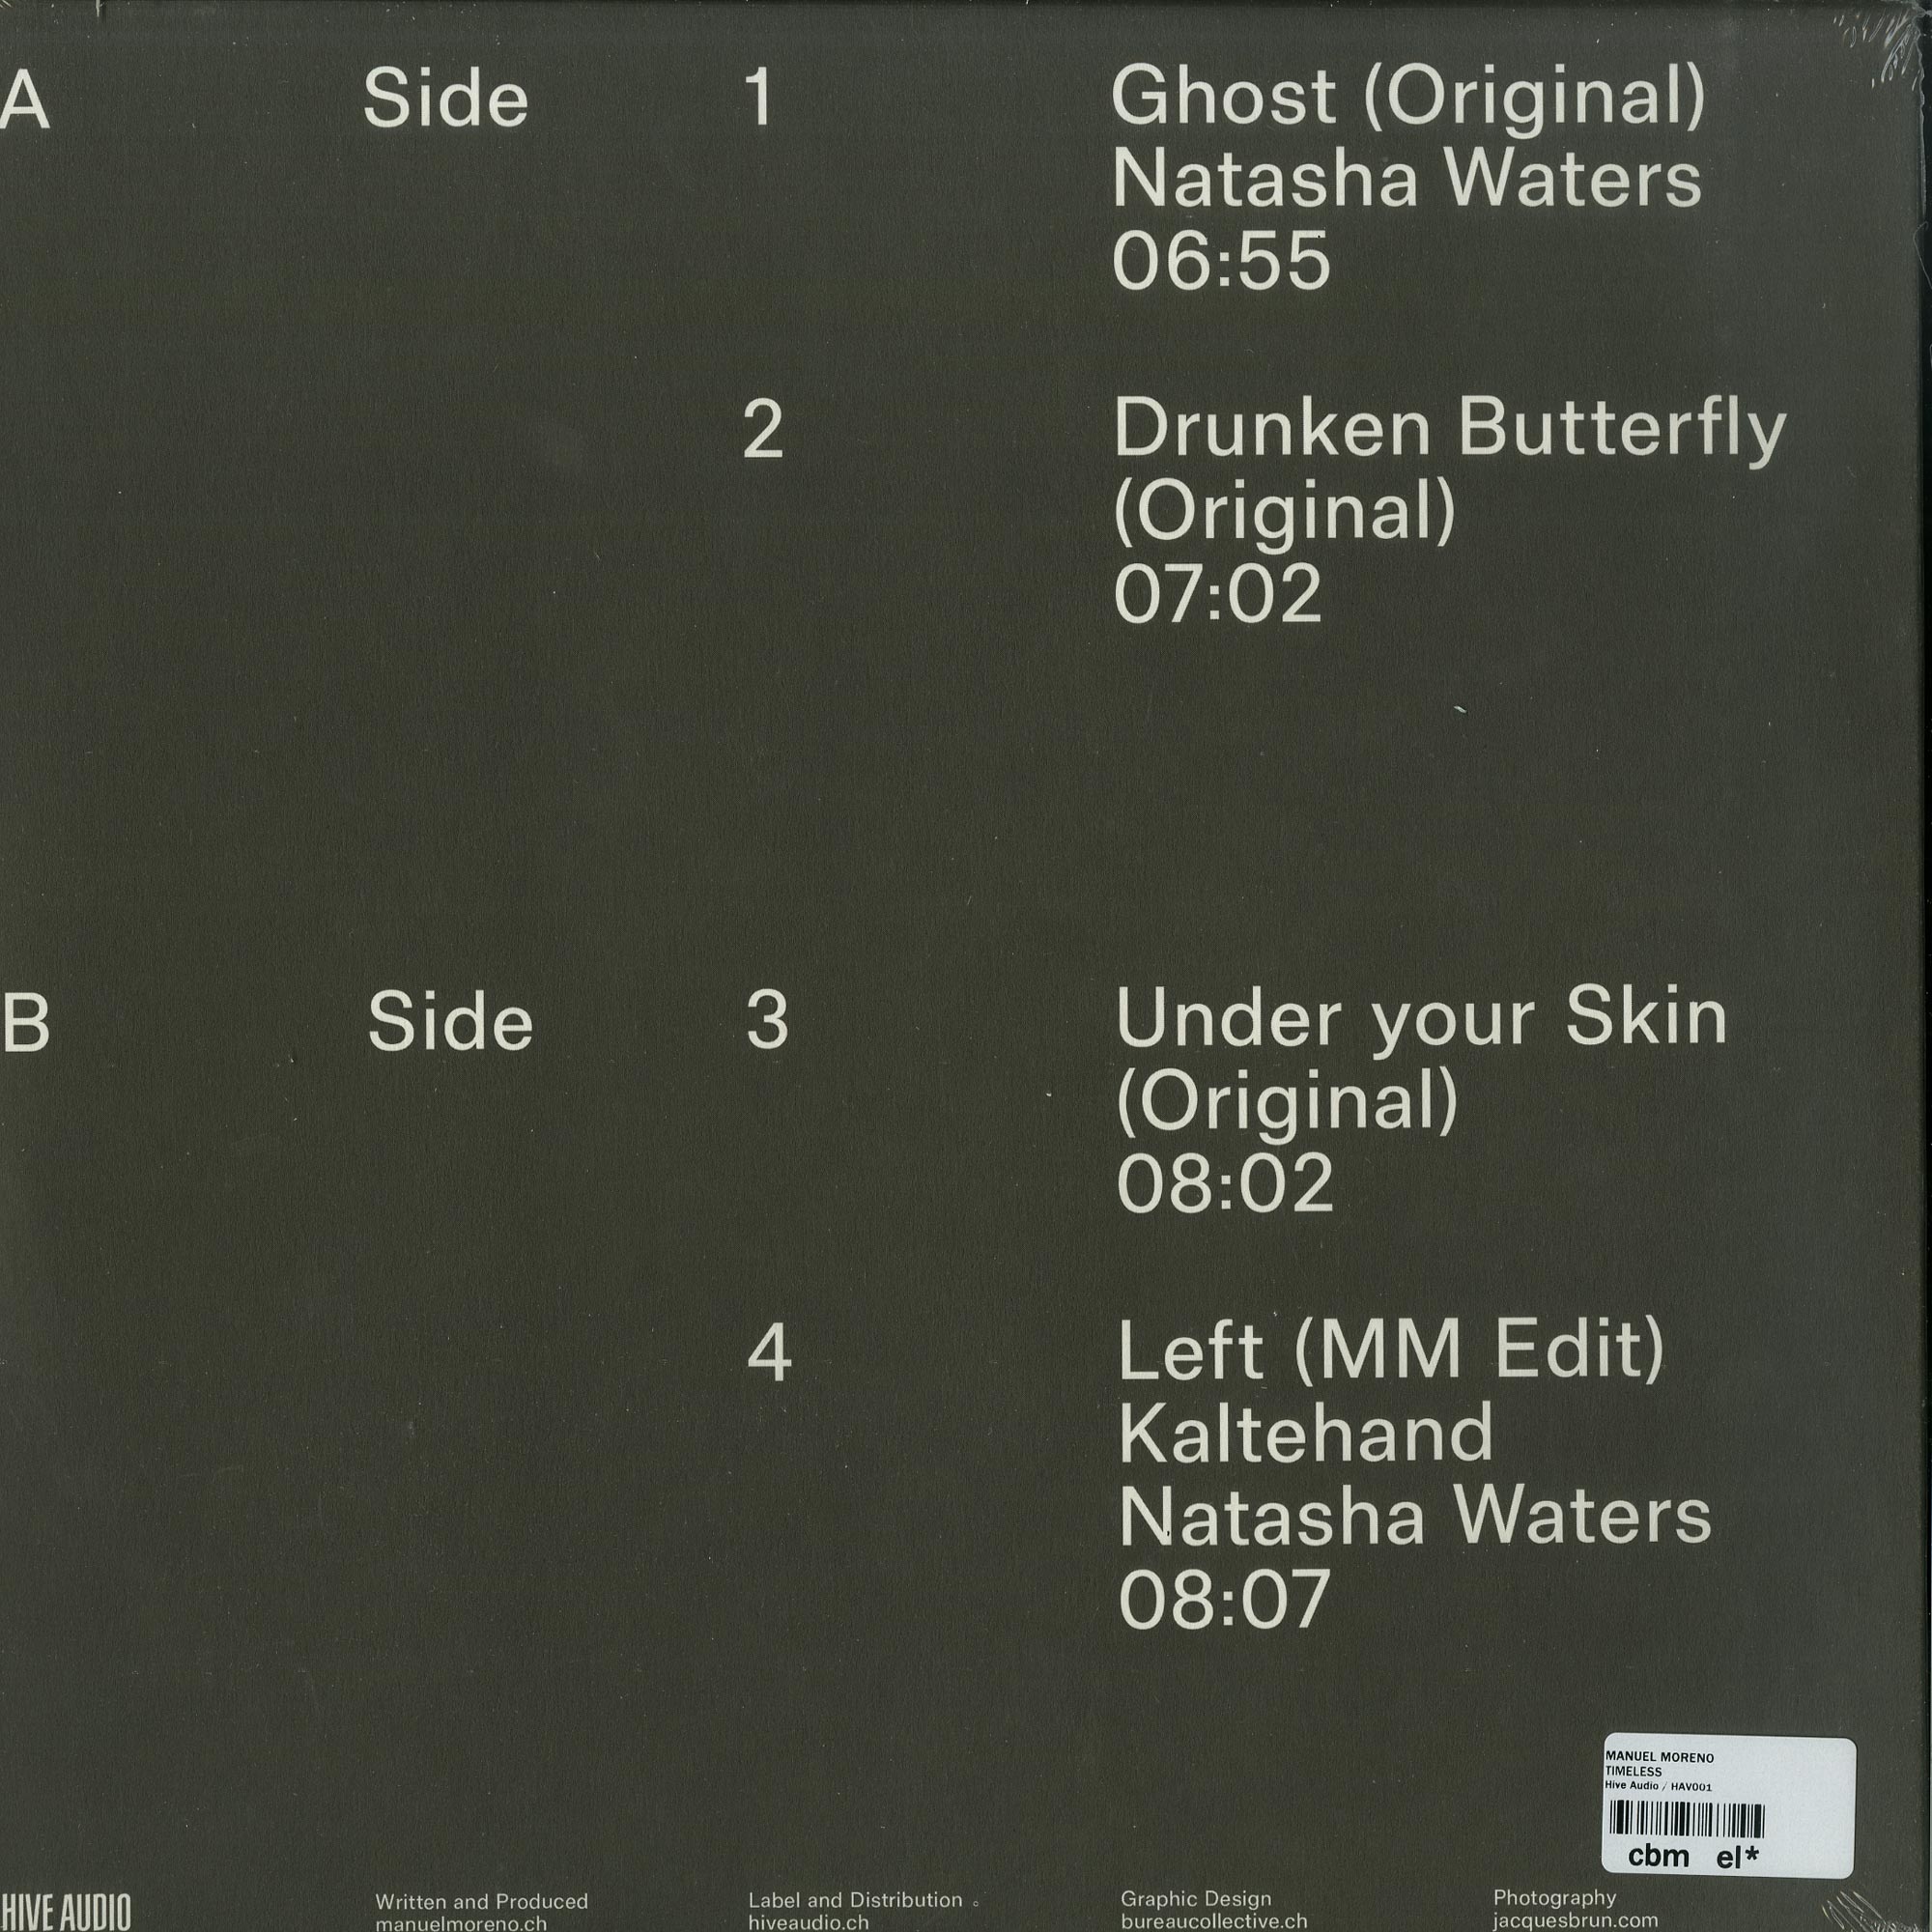 A Side 1 Ghost (Original)
Natasha Waters
06:55
2 Drunken Butterfly
(Original)
07:02
B Side 3 Under your Skin
(Original)
08:02
4 Left (MM Edit)
Kaltehand
Natasha Waters
08:07
MANUEL MORENO
TIMELESS
Hive Audio / HAV001
cbm el*
HIVE AUDIO
Written and Produced
manuelmoreno.ch
Label and Distribution
hiveaudio.ch
Graphic Design
bureaucollective.ch
Photography
jacquesbrun.com